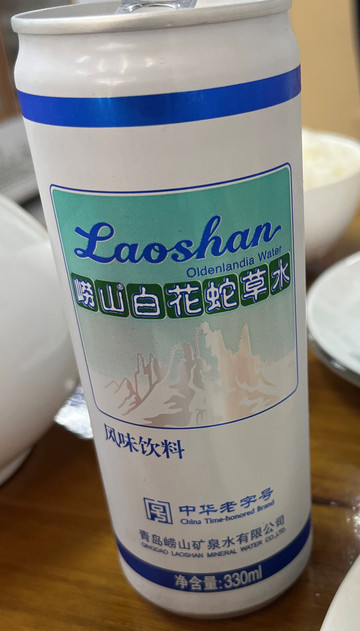 Laoshan
Oldenlandia Water
崂山白花蛇草水
风味饮料
中华老字号
China Time-honored Brand
青岛崂山矿泉水有限公司
QINGDAO LAOSHAN MINERAL WATER CO.,LTD.
净含量:330ml